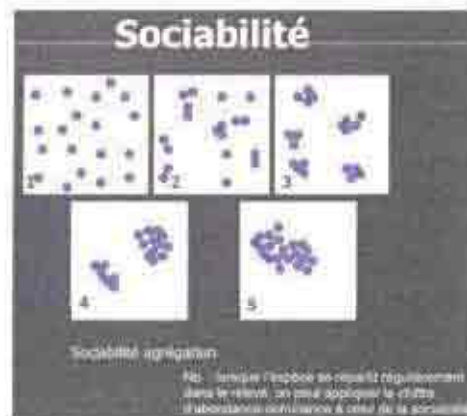 Sociabilité
1
2
3
4
5
Sociabilité agrégation
Nb : lorsque l'espèce se répartit régulièrement
dans le relevé, on peut appliquer le chiffre
d'abondance-dominance à celui de la sociabilité